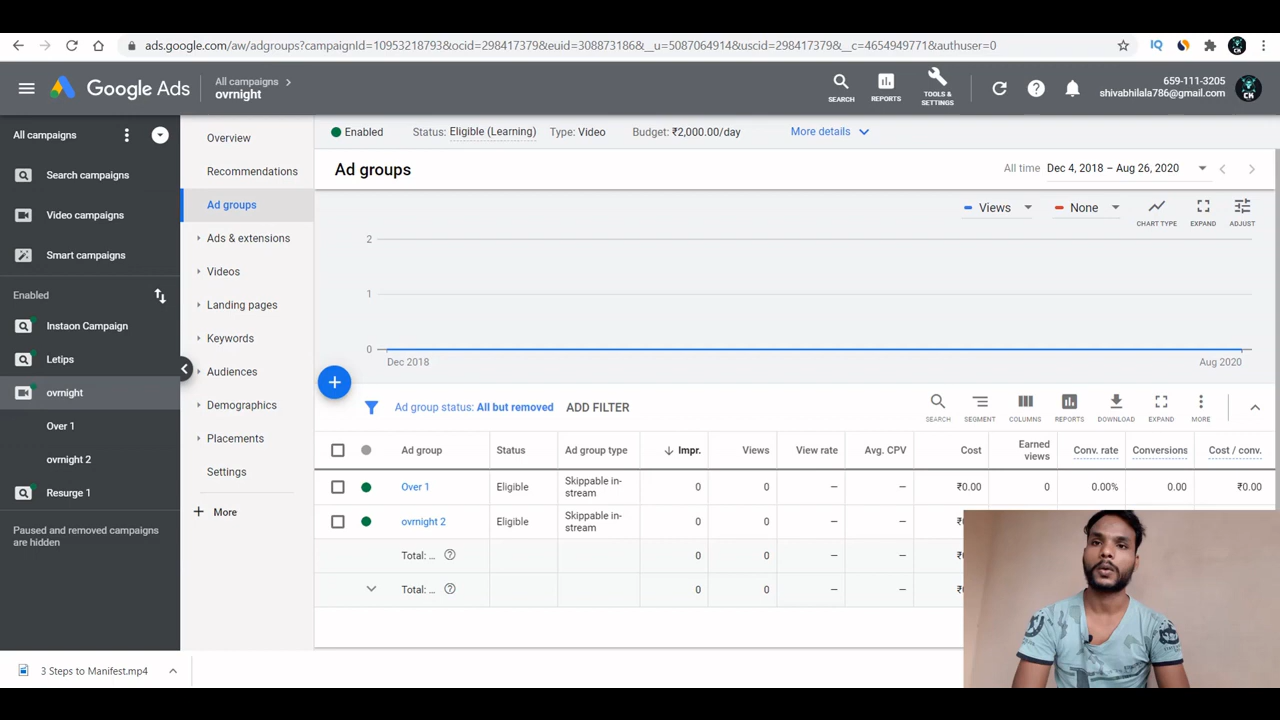 ads.google.com/aw/adgroups?campaignId=10953218793&ocid=298417379&euid=308873186&__u=5087064914&uscid=298417379&__c=4654949771&authuser=0
Google Ads
All campaigns
ovrnight
SEARCH
REPORTS
TOOLS & SETTINGS
659-111-3205
shivabhilala786@gmail.com
CK
All campaigns
Search campaigns
Video campaigns
Smart campaigns
Enabled
Instaon Campaign
Letips
ovrnight
Over 1
ovrnight 2
Resurge 1
Paused and removed campaigns
are hidden
Overview
Recommendations
Ad groups
Ads & extensions
Videos
Landing pages
Keywords
Audiences
Demographics
Placements
Settings
More
Enabled Status: Eligible (Learning) Type: Video Budget: ₹2,000.00/day More details
Ad groups
All time Dec 4, 2018 – Aug 26, 2020
Views None
CHART TYPE EXPAND ADJUST
2
1
0
Dec 2018 Aug 2020
Ad group status: All but removed ADD FILTER
SEARCH SEGMENT COLUMNS REPORTS DOWNLOAD EXPAND MORE
Ad group Status Ad group type Impr. Views View rate Avg. CPV Cost Earned views Conv. rate Conversions Cost / conv.
Over 1 Eligible Skippable in-stream 0 0 – – ₹0.00 0 0.00% 0.00 ₹0.00
ovrnight 2 Eligible Skippable in-stream 0 0 – –
Total: ... 0 0 – –
Total: ... 0 0 – –
3 Steps to Manifest.mp4